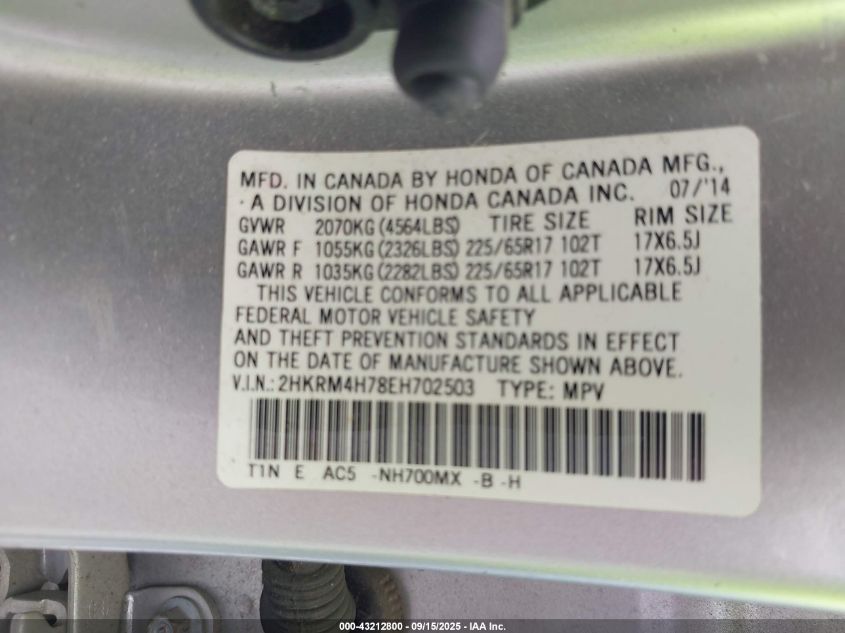 MFD. IN CANADA BY HONDA OF CANADA MFG.,
· A DIVISION OF HONDA CANADA INC. 07/'14
GVWR 2070KG (4564LBS) TIRE SIZE RIM SIZE
GAWR F 1055KG (2326LBS) 225/65R17 102T 17X6.5J
GAWR R 1035KG (2282LBS) 225/65R17 102T 17X6.5J
THIS VEHICLE CONFORMS TO ALL APPLICABLE
FEDERAL MOTOR VEHICLE SAFETY
AND THEFT PREVENTION STANDARDS IN EFFECT
ON THE DATE OF MANUFACTURE SHOWN ABOVE.
V.I.N.: 2HKRM4H78EH702503 TYPE: MPV
T1N E AC5 -NH700MX -B -H
000-43212800 - 09/15/2025 - IAA Inc.